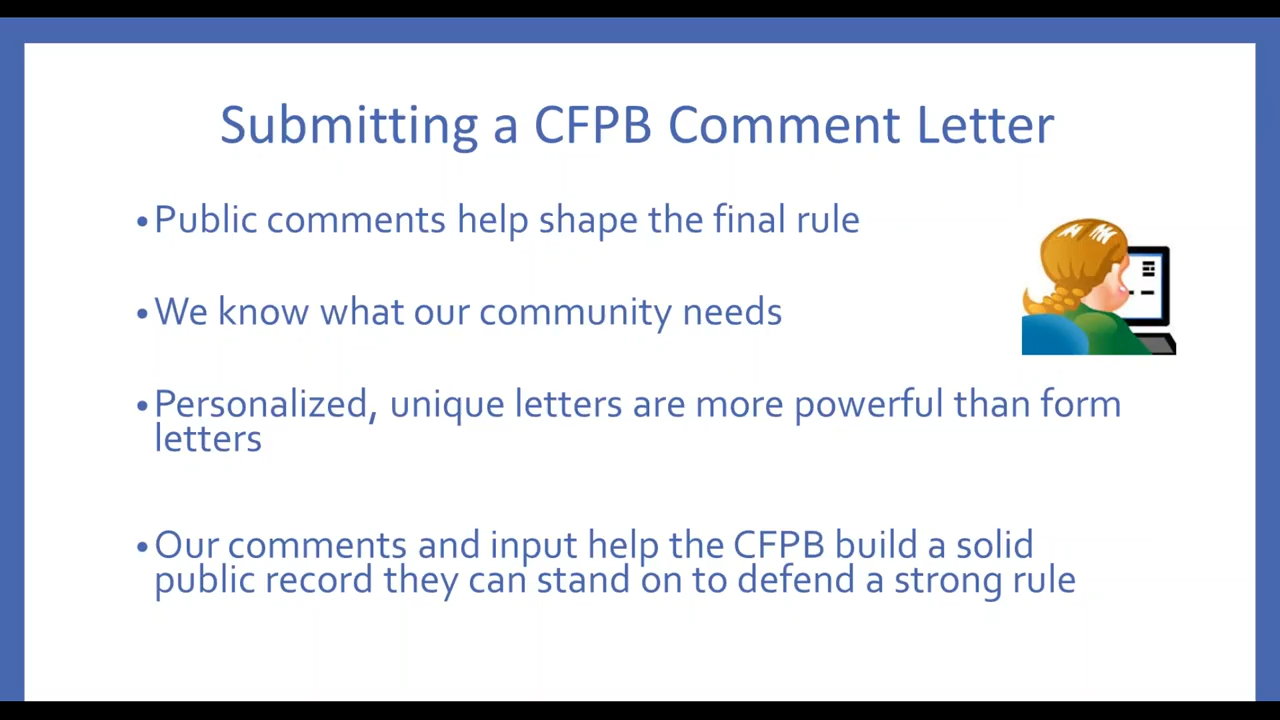 Submitting a CFPB Comment Letter
•Public comments help shape the final rule
•We know what our community needs
•Personalized, unique letters are more powerful than form
letters
•Our comments and input help the CFPB build a solid
public record they can stand on to defend a strong rule